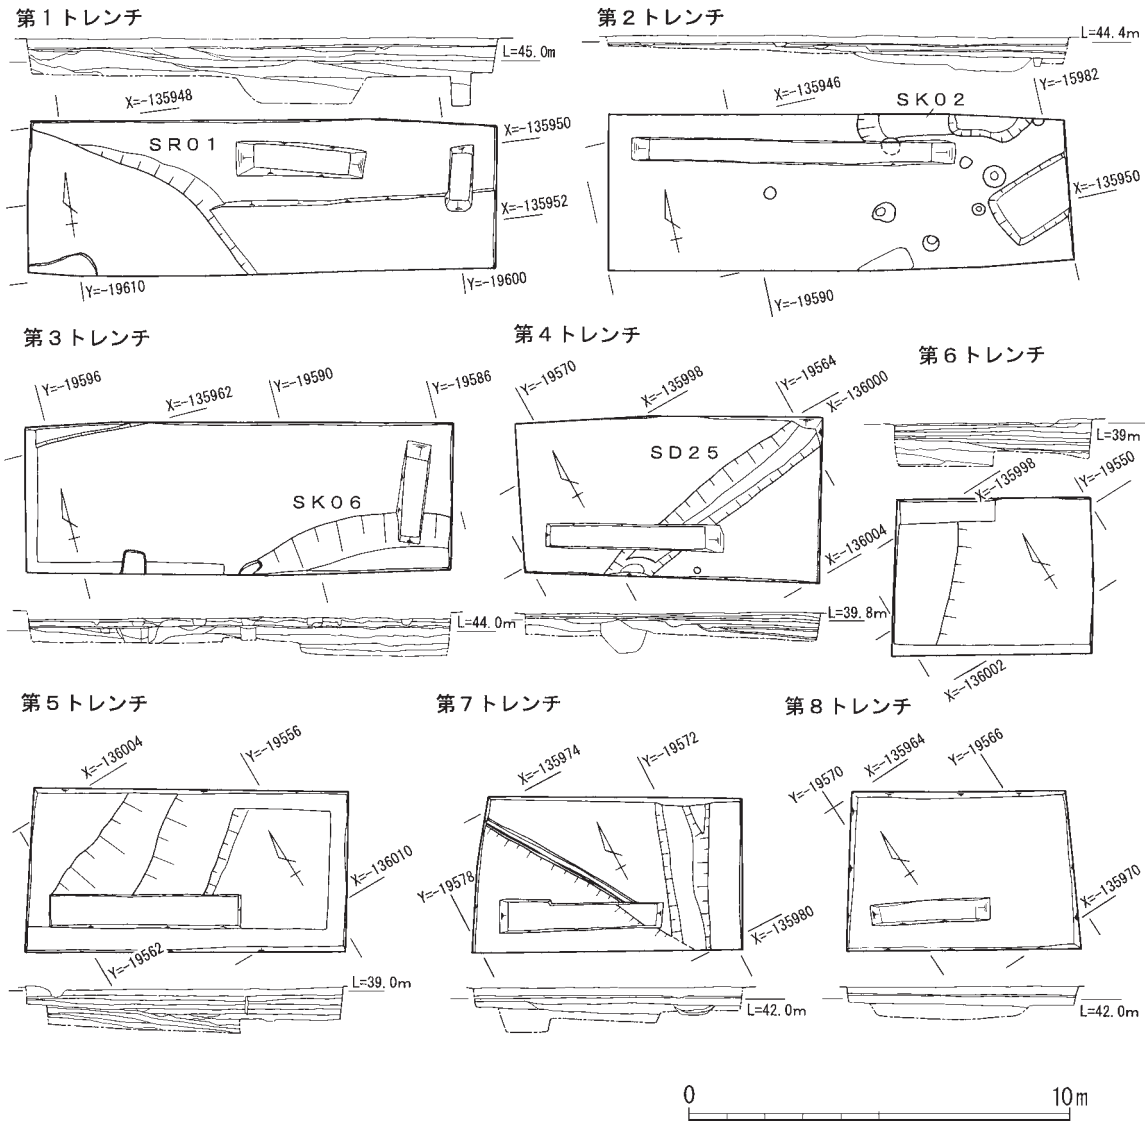 第1トレンチ
L=45.0m
X=-135948
SR01
X=-135950
X=-135952
Y=-19610
Y=-19600
第2トレンチ
L=44.4m
X=-135946
SK02
Y=-15982
X=-135950
Y=-19590
第3トレンチ
Y=-19596
X=-135962
Y=-19590
Y=-19586
SK06
L=44.0m
第4トレンチ
Y=-19570
X=-135998
Y=-19564
X=-136000
SD25
X=-136004
L=39.8m
第6トレンチ
L=39m
X=-135998
Y=-19550
X=-136002
第5トレンチ
X=-136004
Y=-19556
X=-136010
Y=-19562
L=39.0m
第7トレンチ
X=-135974
Y=-19572
Y=-19578
X=-135980
L=42.0m
第8トレンチ
Y=-19570
X=-135964
Y=-19566
X=-135970
L=42.0m
0 10m